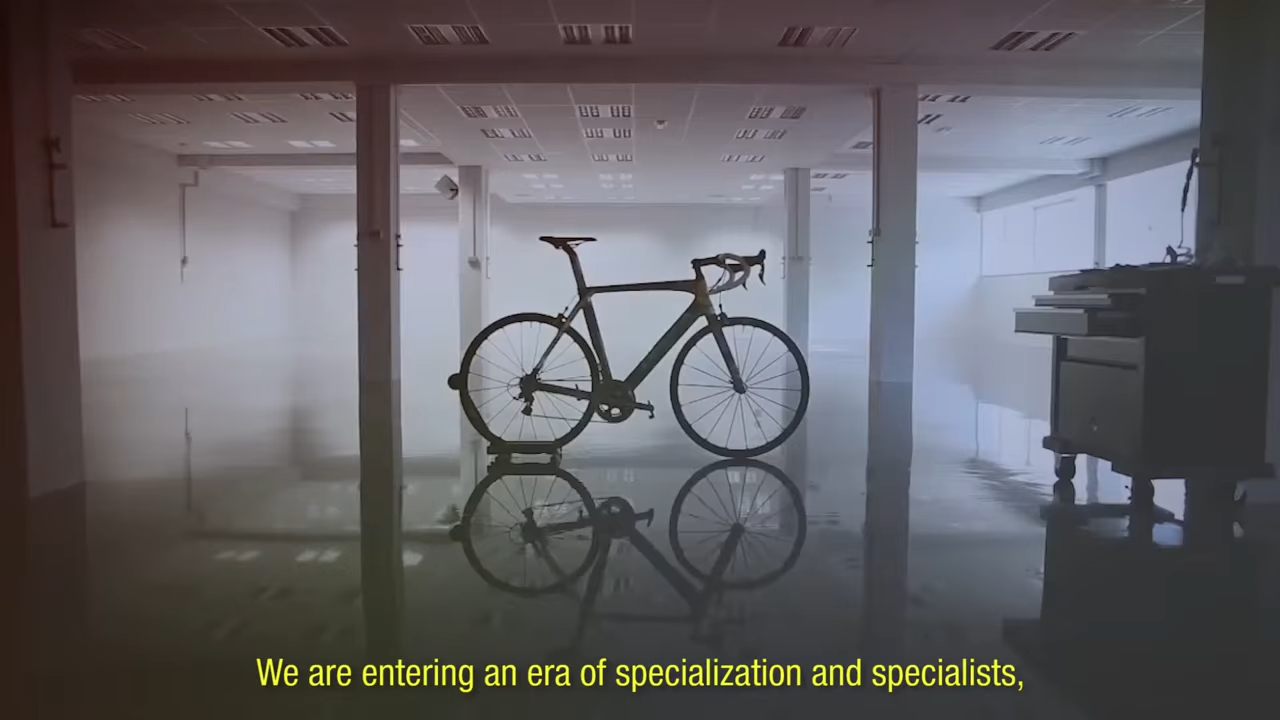 We are entering an era of specialization and specialists,